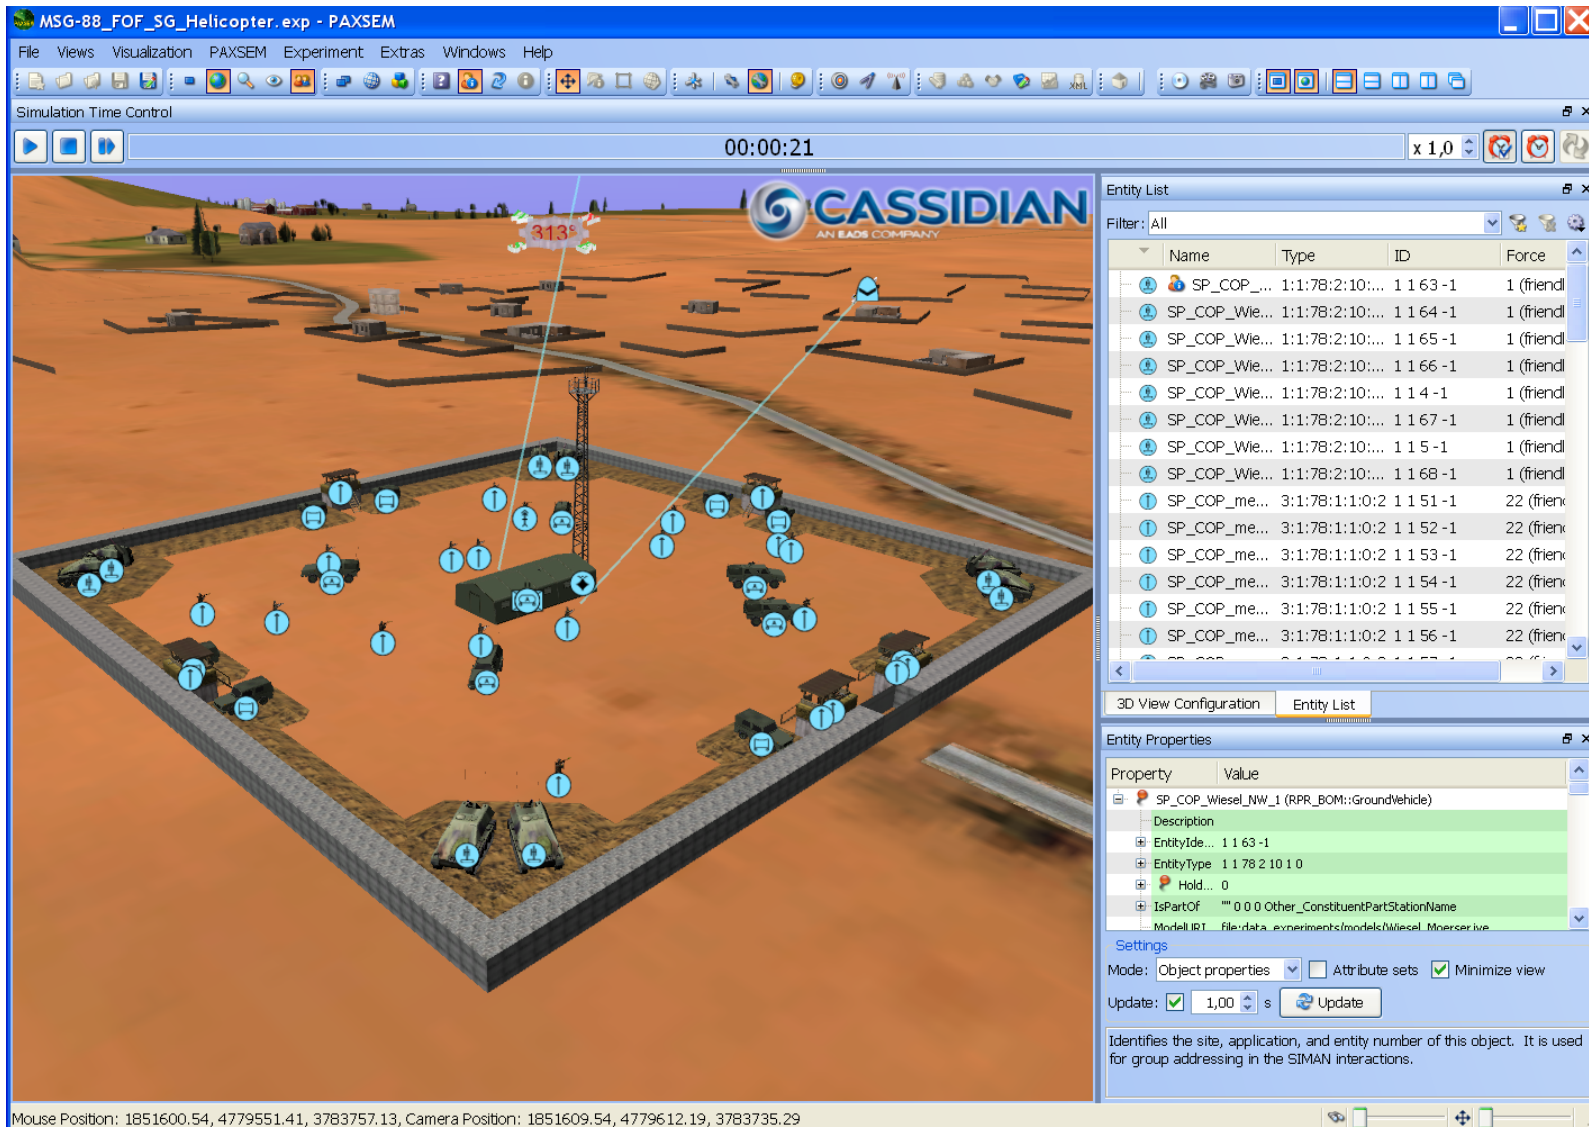 MSG-88_FOF_SG_Helicopter.exp - PAXSEM
File Views Visualization PAXSEM Experiment Extras Windows Help
Simulation Time Control
00:00:21
x 1,0
313°
CASSIDIAN
AN EADS COMPANY
Entity List
Filter: All
Name Type ID Force
SP_COP_... 1:1:78:2:10:... 1 1 63 -1 1 (friendl
SP_COP_Wie... 1:1:78:2:10:... 1 1 64 -1 1 (friendl
SP_COP_Wie... 1:1:78:2:10:... 1 1 65 -1 1 (friendl
SP_COP_Wie... 1:1:78:2:10:... 1 1 66 -1 1 (friendl
SP_COP_Wie... 1:1:78:2:10:... 1 1 4 -1 1 (friendl
SP_COP_Wie... 1:1:78:2:10:... 1 1 67 -1 1 (friendl
SP_COP_Wie... 1:1:78:2:10:... 1 1 5 -1 1 (friendl
SP_COP_Wie... 1:1:78:2:10:... 1 1 68 -1 1 (friendl
SP_COP_me... 3:1:78:1:1:0:2 1 1 51 -1 22 (frien
SP_COP_me... 3:1:78:1:1:0:2 1 1 52 -1 22 (frien
SP_COP_me... 3:1:78:1:1:0:2 1 1 53 -1 22 (frien
SP_COP_me... 3:1:78:1:1:0:2 1 1 54 -1 22 (frien
SP_COP_me... 3:1:78:1:1:0:2 1 1 55 -1 22 (frien
SP_COP_me... 3:1:78:1:1:0:2 1 1 56 -1 22 (frien
3D View Configuration Entity List
Entity Properties
Property Value
SP_COP_Wiesel_NW_1 (RPR_BOM::GroundVehicle)
Description
EntityIde... 1 1 63 -1
EntityType 1 1 78 2 10 1 0
Hold... 0
IsPartOf "" 0 0 0 Other_ConstituentPartStationName
ModelURI file:data_experiments/models/Wiesel_Moerser.ive
Settings
Mode: Object properties Attribute sets Minimize view
Update: 1,00 s Update
Identifies the site, application, and entity number of this object. It is used
for group addressing in the SIMAN interactions.
Mouse Position: 1851600.54, 4779551.41, 3783757.13, Camera Position: 1851609.54, 4779612.19, 3783735.29